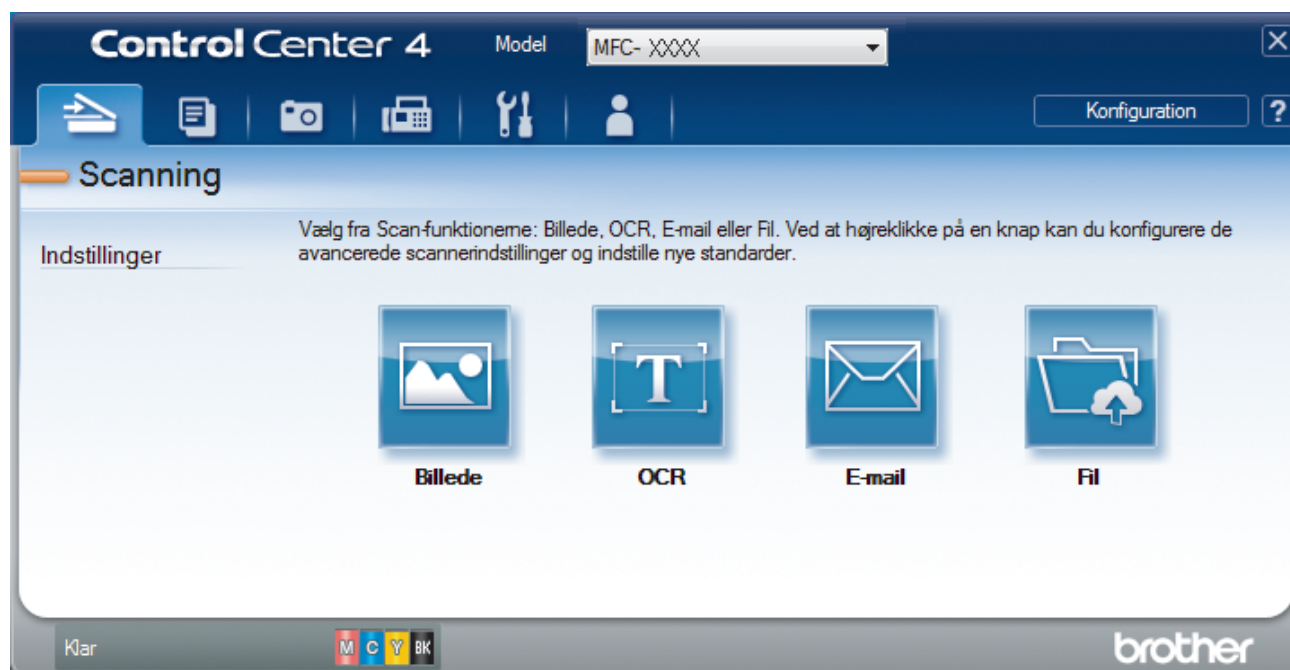 Control Center 4
Model
MFC- XXXX
Konfiguration
?
Scanning
Indstillinger
Vælg fra Scan-funktionerne: Billede, OCR, E-mail eller Fil. Ved at højreklikke på en knap kan du konfigurere de
avancerede scannerindstillinger og indstille nye standarder.
T
Billede
OCR
E-mail
Fil
Klar
M C Y BK
brother